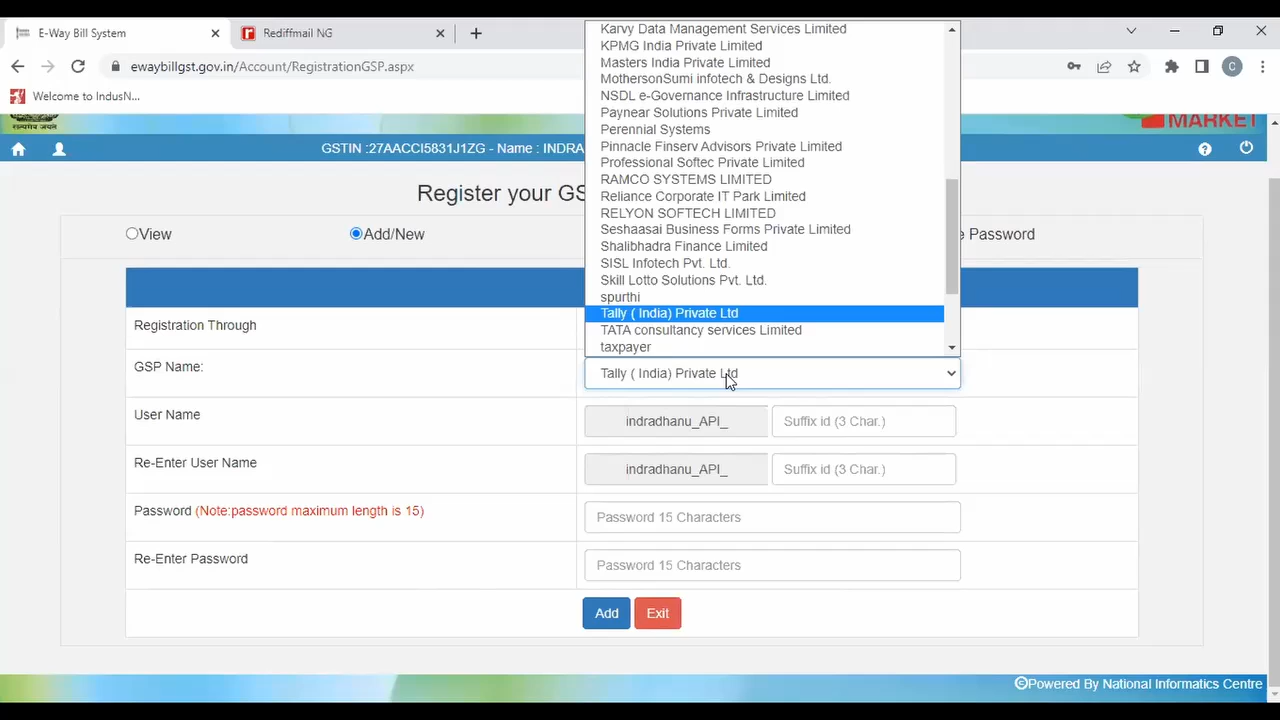 E-Way Bill System
Rediffmail NG
ewaybillgst.gov.in/Account/RegistrationGSP.aspx
C
Welcome to IndusN...
सत्यमेव जयते
MARKET
GSTIN :27AACCI5831J1ZG - Name : INDRA
Register your GS
View
Add/New
e Password
Registration Through
GSP Name:
Karvy Data Management Services Limited
KPMG India Private Limited
Masters India Private Limited
MothersonSumi infotech & Designs Ltd.
NSDL e-Governance Infrastructure Limited
Paynear Solutions Private Limited
Perennial Systems
Pinnacle Finserv Advisors Private Limited
Professional Softec Private Limited
RAMCO SYSTEMS LIMITED
Reliance Corporate IT Park Limited
RELYON SOFTECH LIMITED
Seshaasai Business Forms Private Limited
Shalibhadra Finance Limited
SISL Infotech Pvt. Ltd.
Skill Lotto Solutions Pvt. Ltd.
spurthi
Tally ( India) Private Ltd
TATA consultancy services Limited
taxpayer
Tally ( India) Private Ltd
User Name
indradhanu_API_ Suffix id (3 Char.)
Re-Enter User Name
indradhanu_API_ Suffix id (3 Char.)
Password (Note:password maximum length is 15)
Password 15 Characters
Re-Enter Password
Password 15 Characters
Add Exit
©Powered By National Informatics Centre